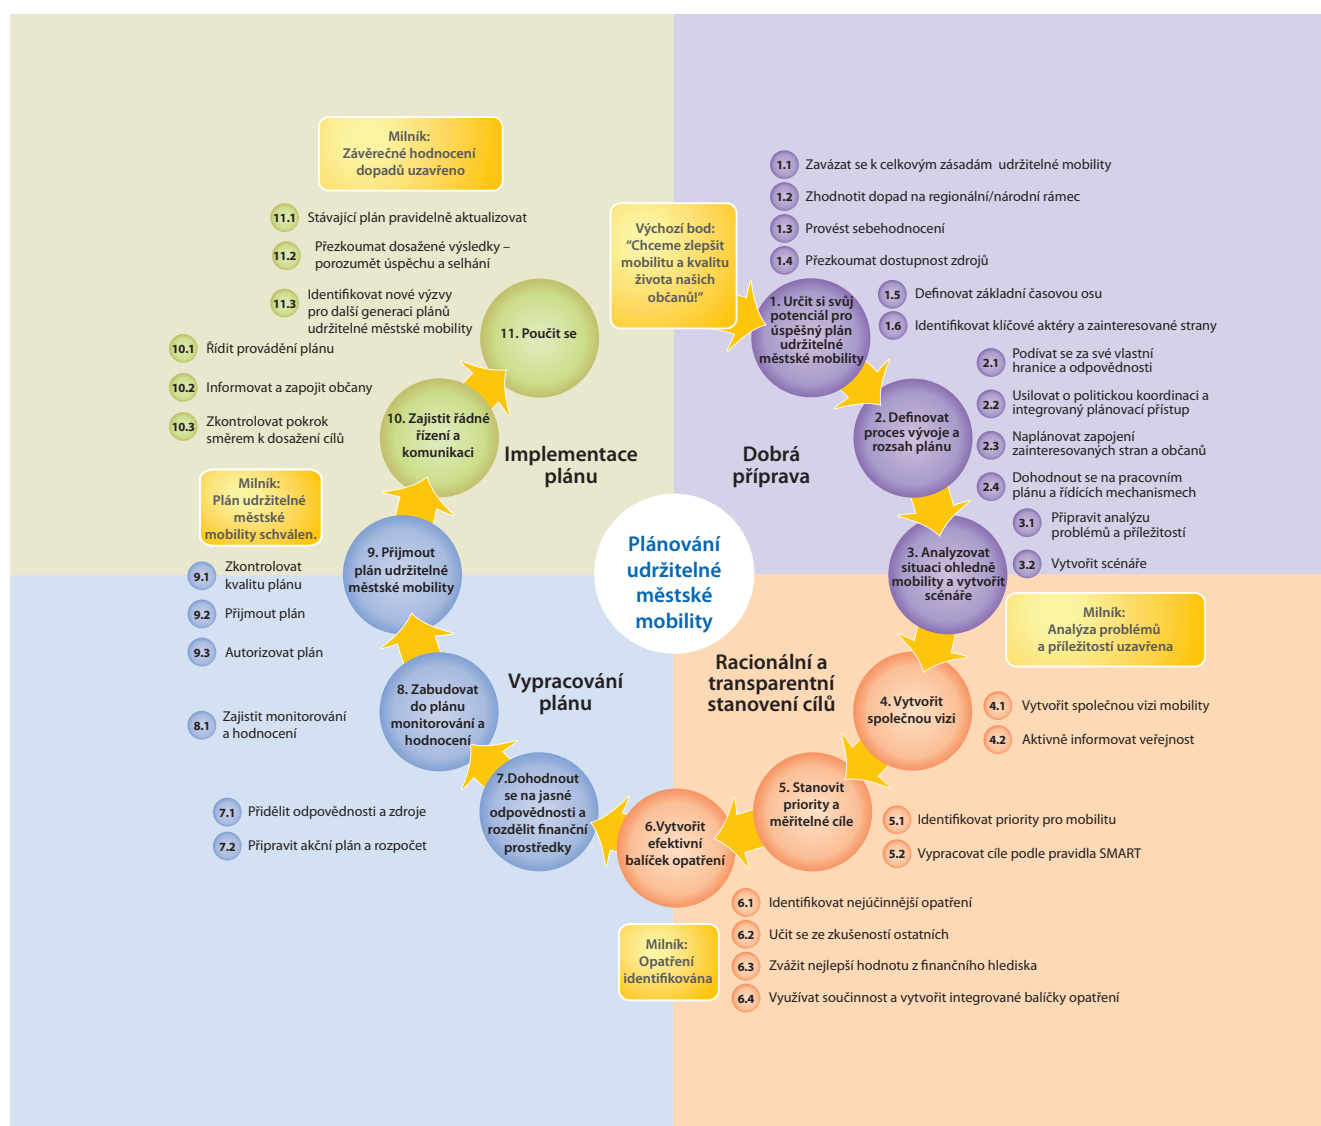 Milník:
Závěrečné hodnocení
dopadů uzavřeno
11.1 Stávající plán pravidelně aktualizovat
11.2 Přezkoumat dosažené výsledky –
porozumět úspěchu a selhání
11.3 Identifikovat nové výzvy
pro další generaci plánů
udržitelné městské mobility
11. Poučit se
10.1 Řídit provádění plánu
10.2 Informovat a zapojit občany
10.3 Zkontrolovat pokrok
směrem k dosažení cílů
10. Zajistit řádné
řízení a
komunikaci
Implementace
plánu
Výchozí bod:
“Chceme zlepšit
mobilitu a kvalitu
života našich
občanů!”
1.1 Zavázat se k celkovým zásadám udržitelné mobility
1.2 Zhodnotit dopad na regionální/národní rámec
1.3 Provést sebehodnocení
1.4 Přezkoumat dostupnost zdrojů
1.5 Definovat základní časovou osu
1.6 Identifikovat klíčové aktéry a zainteresované strany
1. Určit si svůj
potenciál pro
úspěšný plán
udržitelné
městské mobility
2.1 Podívat se za své vlastní
hranice a odpovědnosti
2.2 Usilovat o politickou koordinaci a
integrovaný plánovací přístup
2.3 Naplánovat zapojení
zainteresovaných stran a občanů
2.4 Dohodnout se na pracovním
plánu a řídících mechanismech
2. Definovat
proces vývoje a
rozsah plánu
Dobrá
příprava
3.1 Připravit analýzu
problémů a příležitostí
3.2 Vytvořit scénáře
3. Analyzovat
situaci ohledně
mobility a vytvořit
scénáře
Milník:
Analýza problémů
a příležitostí uzavřena
Plánování
udržitelné
městské
mobility
Racionální a
transparentní
stanovení cílů
4. Vytvořit
společnou vizi
4.1 Vytvořit společnou vizi mobility
4.2 Aktivně informovat veřejnost
5. Stanovit
priority a
měřitelné cíle
5.1 Identifikovat priority pro mobilitu
5.2 Vypracovat cíle podle pravidla SMART
6.Vytvořit
efektivní
balíček opatření
6.1 Identifikovat nejúčinnější opatření
6.2 Učit se ze zkušeností ostatních
6.3 Zvážit nejlepší hodnotu z finančního hlediska
6.4 Využívat součinnost a vytvořit integrované balíčky opatření
Milník:
Opatření
identifikována
Vypracování
plánu
7.Dohodnout
se na jasné
odpovědnosti a
rozdělit finanční
prostředky
7.1 Přidělit odpovědnosti a zdroje
7.2 Připravit akční plán a rozpočet
8. Zabudovat
do plánu
monitorování a
hodnocení
8.1 Zajistit monitorování
a hodnocení
9. Přijmout
plán udržitelné
městské mobility
9.1 Zkontrolovat
kvalitu plánu
9.2 Přijmout plán
9.3 Autorizovat plán
Milník:
Plán udržitelné
městské
mobility schválen.